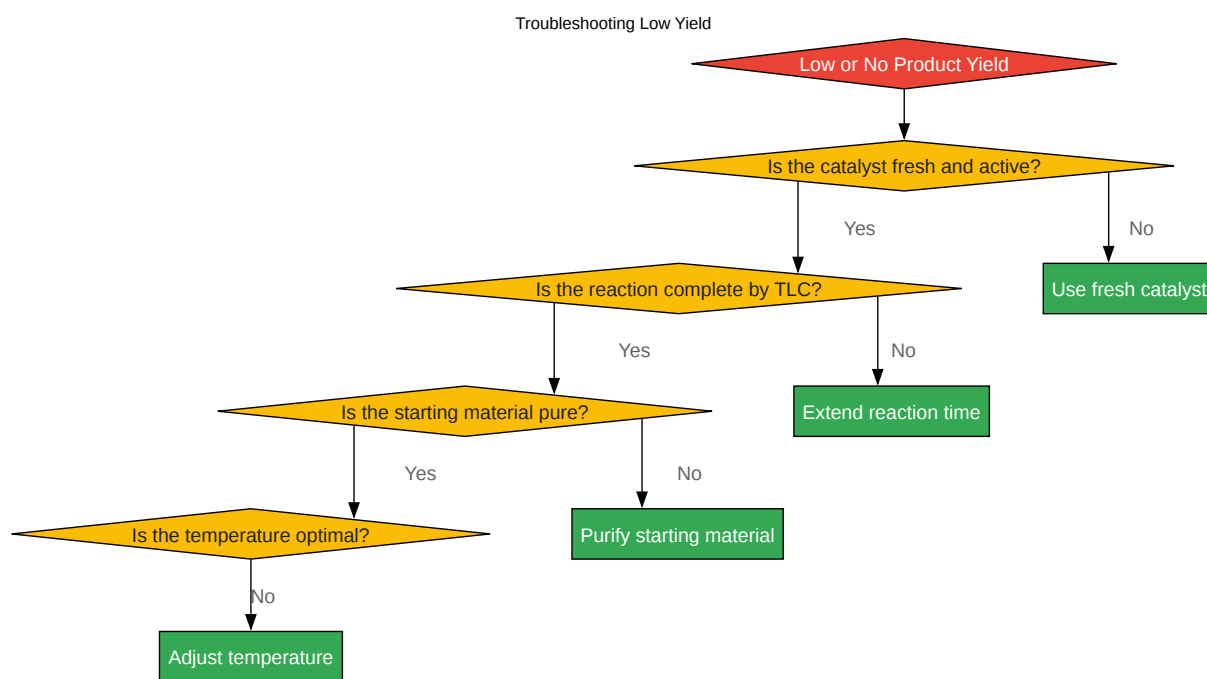 Troubleshooting Low Yield
Low or No Product Yield
Is the catalyst fresh and active?
Yes
No
Use fresh catalyst
Is the reaction complete by TLC?
Yes
No
Extend reaction time
Is the starting material pure?
Yes
No
Purify starting material
Is the temperature optimal?
No
Adjust temperature